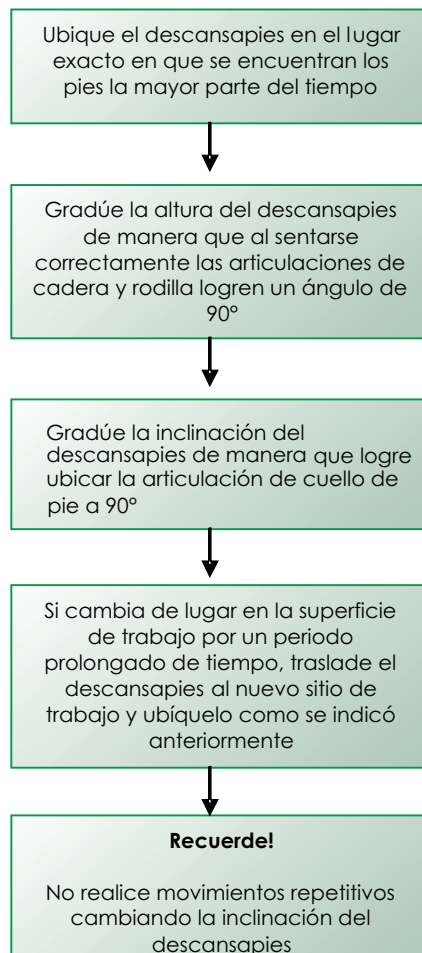 Ubique el descansapies en el lugar
exacto en que se encuentran los
pies la mayor parte del tiempo
Gradúe la altura del descansapies
de manera que al sentarse
correctamente las articulaciones de
cadera y rodilla logren un ángulo de
90°
Gradúe la inclinación del
descansapies de manera que logre
ubicar la articulación de cuello de
pie a 90°
Si cambia de lugar en la superficie
de trabajo por un periodo
prolongado de tiempo, traslade el
descansapies al nuevo sitio de
trabajo y ubíquelo como se indicó
anteriormente
Recuerde!
No realice movimientos repetitivos
cambiando la inclinación del
descansapies